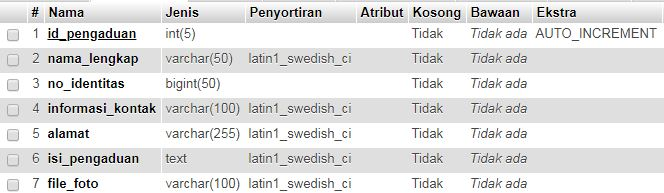 # Nama Jenis Penyortiran Atribut Kosong Bawaan Ekstra
1 id_pengaduan int(5) Tidak Tidak ada AUTO_INCREMENT
2 nama_lengkap varchar(50) latin1_swedish_ci Tidak Tidak ada
3 no_identitas bigint(50) Tidak Tidak ada
4 informasi_kontak varchar(100) latin1_swedish_ci Tidak Tidak ada
5 alamat varchar(255) latin1_swedish_ci Tidak Tidak ada
6 isi_pengaduan text latin1_swedish_ci Tidak Tidak ada
7 file_foto varchar(100) latin1_swedish_ci Tidak Tidak ada